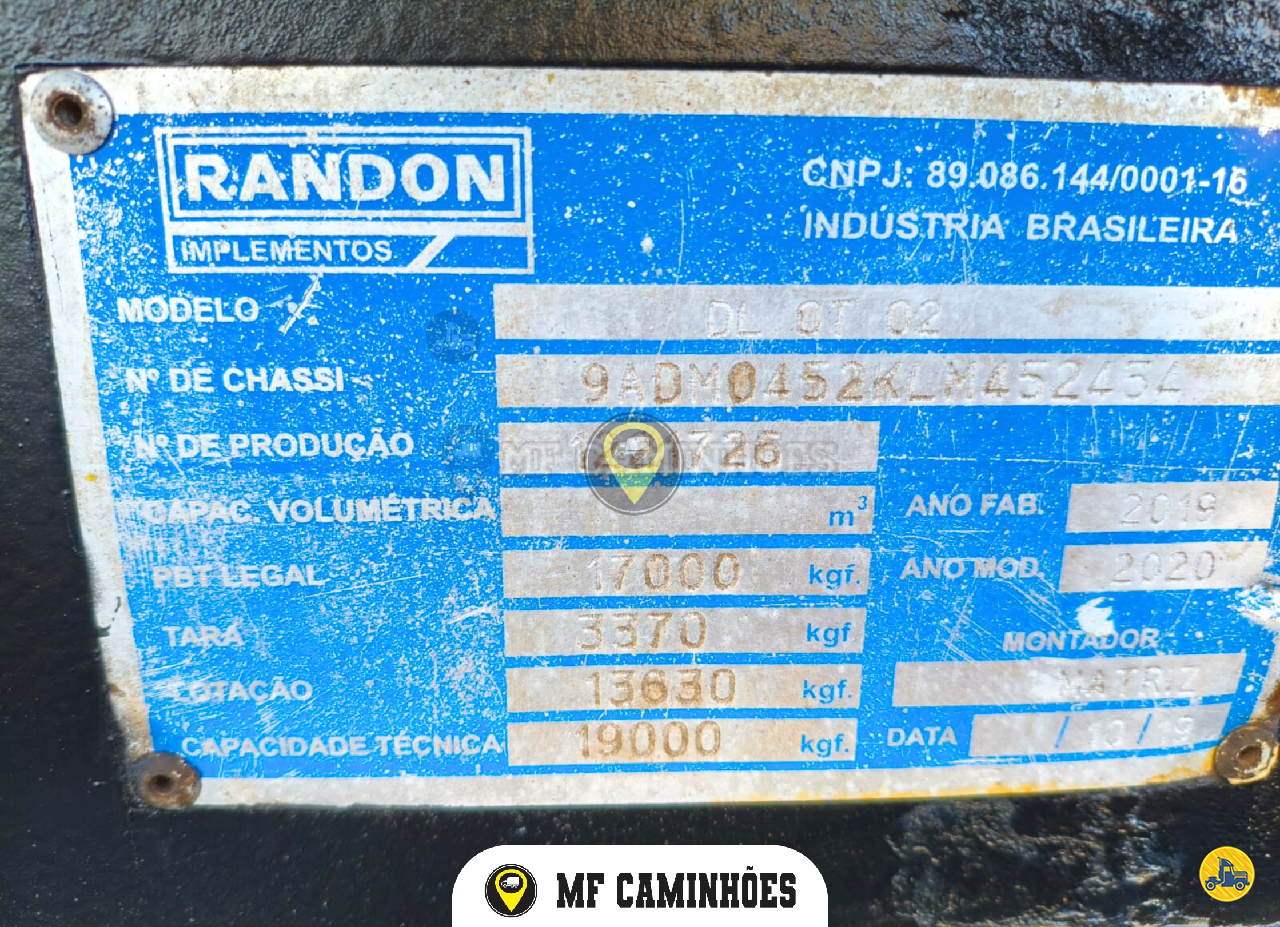 RANDON
IMPLEMENTOS
CNPJ: 89.086.144/0001-16
INDÚSTRIA BRASILEIRA
MODELO DL CT 02
Nº DE CHASSI 9ADM0452KLM452454
Nº DE PRODUÇÃO
MF CAMINHÕES
CAPAC. VOLUMÉTRICA m³ ANO FAB. 2019
PBT LEGAL 17000 kgf. ANO MOD. 2020
TARA 3370 kgf MONTADOR
LOTAÇÃO 13630 kgf. MATRIZ
CAPACIDADE TÉCNICA 19000 kgf. DATA / 10 / 19
MF CAMINHÕES